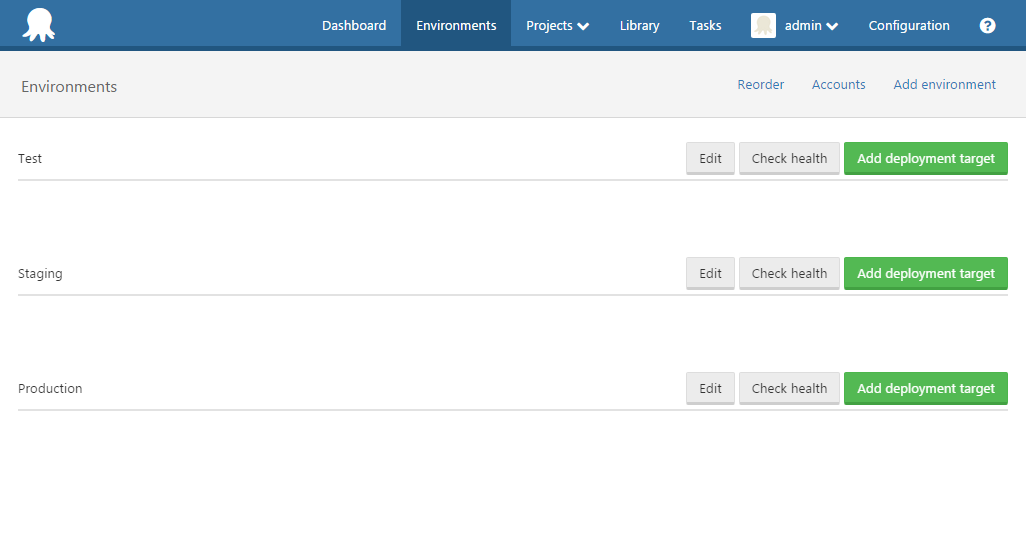 Dashboard Environments Projects Library Tasks admin Configuration ?
Environments Reorder Accounts Add environment
Test Edit Check health Add deployment target
Staging Edit Check health Add deployment target
Production Edit Check health Add deployment target